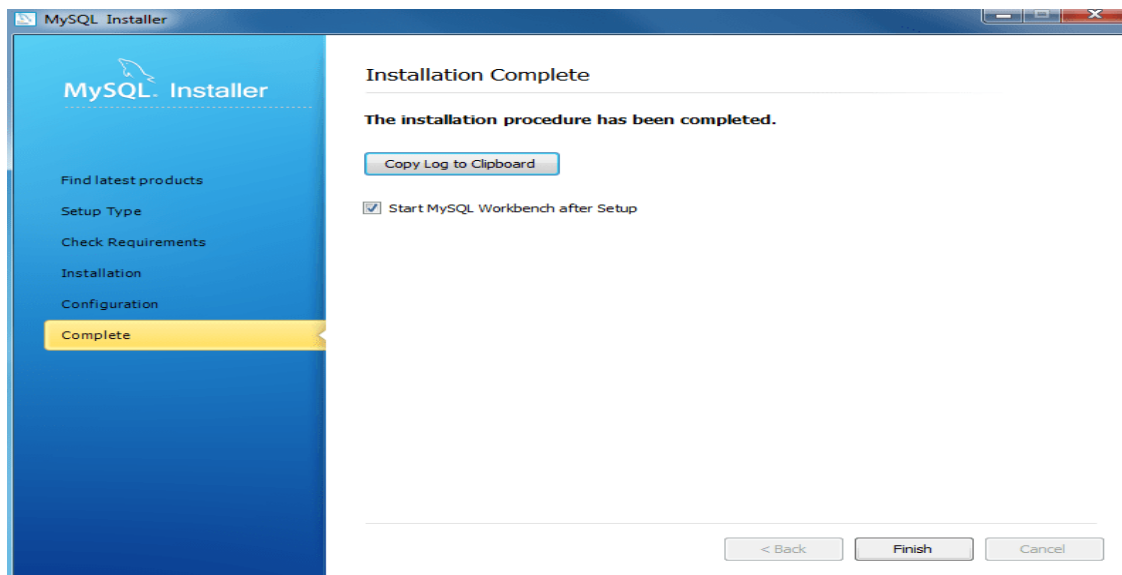 MySQL Installer
MySQL. Installer
Find latest products
Setup Type
Check Requirements
Installation
Configuration
Complete
Installation Complete
The installation procedure has been completed.
Copy Log to Clipboard
Start MySQL Workbench after Setup
< Back
Finish
Cancel